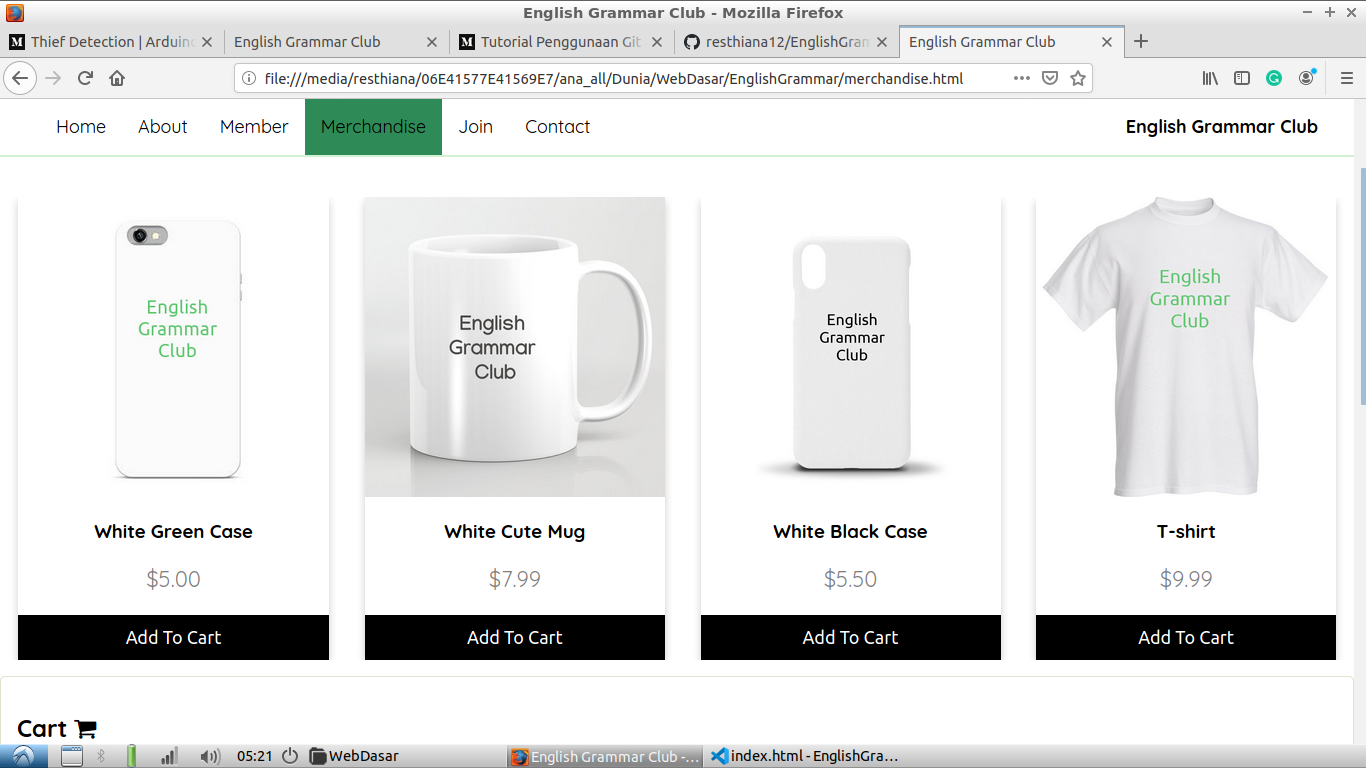 English Grammar Club - Mozilla Firefox
Thief Detection | Arduin
English Grammar Club
Tutorial Penggunaan Git
resthiana12/EnglishGram
English Grammar Club
file:///media/resthiana/06E41577E41569E7/ana_all/Dunia/WebDasar/EnglishGrammar/merchandise.html
Home About Member Merchandise Join Contact English Grammar Club
English
Grammar
Club
English
Grammar
Club
English
Grammar
Club
English
Grammar
Club
White Green Case
$5.00
Add To Cart
White Cute Mug
$7.99
Add To Cart
White Black Case
$5.50
Add To Cart
T-shirt
$9.99
Add To Cart
Cart
05:21 WebDasar English Grammar Club -... index.html - EnglishGra...